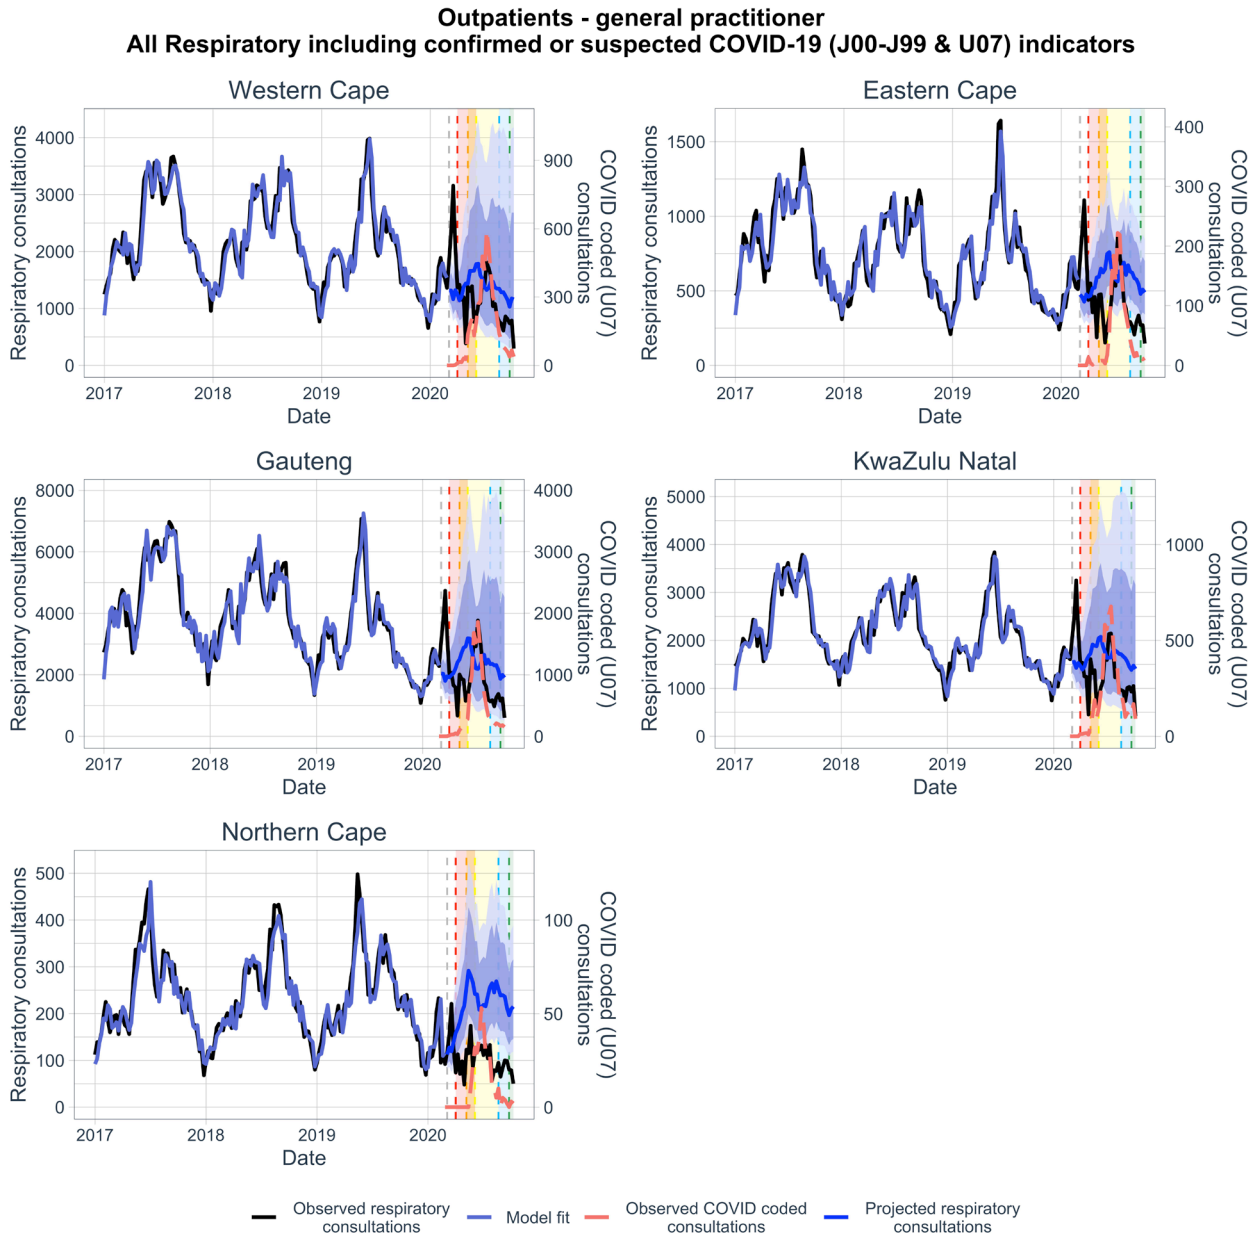 Outpatients - general practitioner
All Respiratory including confirmed or suspected COVID-19 (J00-J99 & U07) indicators
Western Cape
Respiratory consultations
4000
3000
2000
1000
0
900
600
300
0
COVID coded (U07)
consultations
2017 2018 2019 2020
Date
Eastern Cape
Respiratory consultations
1500
1000
500
0
400
300
200
100
0
COVID coded (U07)
consultations
2017 2018 2019 2020
Date
Gauteng
Respiratory consultations
8000
6000
4000
2000
0
4000
3000
2000
1000
0
COVID coded (U07)
consultations
2017 2018 2019 2020
Date
KwaZulu Natal
Respiratory consultations
5000
4000
3000
2000
1000
0
1000
500
0
COVID coded (U07)
consultations
2017 2018 2019 2020
Date
Northern Cape
Respiratory consultations
500
400
300
200
100
0
100
50
0
COVID coded (U07)
consultations
2017 2018 2019 2020
Date
Observed respiratory
consultations
Model fit
Observed COVID coded
consultations
Projected respiratory
consultations